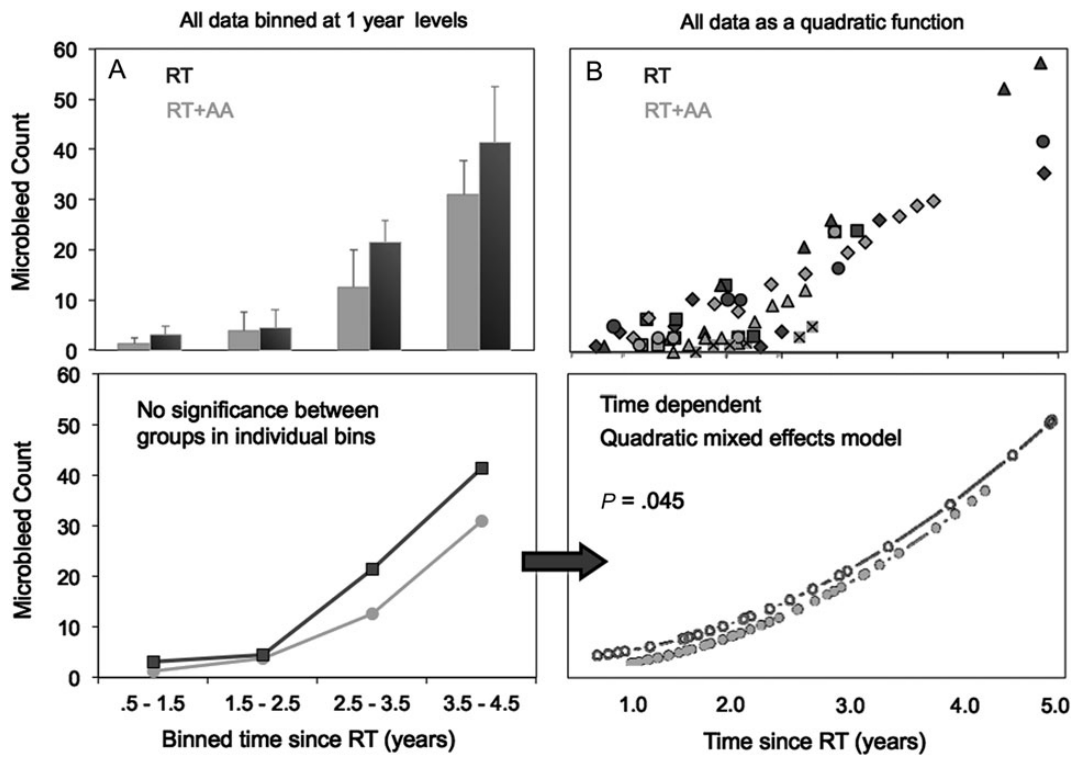 All data binned at 1 year levels
All data as a quadratic function
60
50
40
30
20
10
0
Microbleed Count
A
RT
RT+AA
B
RT
RT+AA
60
50
40
30
20
10
0
Microbleed Count
No significance between
groups in individual bins
.5 - 1.5
1.5 - 2.5
2.5 - 3.5
3.5 - 4.5
Binned time since RT (years)
Time dependent
Quadratic mixed effects model
P = .045
1.0
2.0
3.0
4.0
5.0
Time since RT (years)